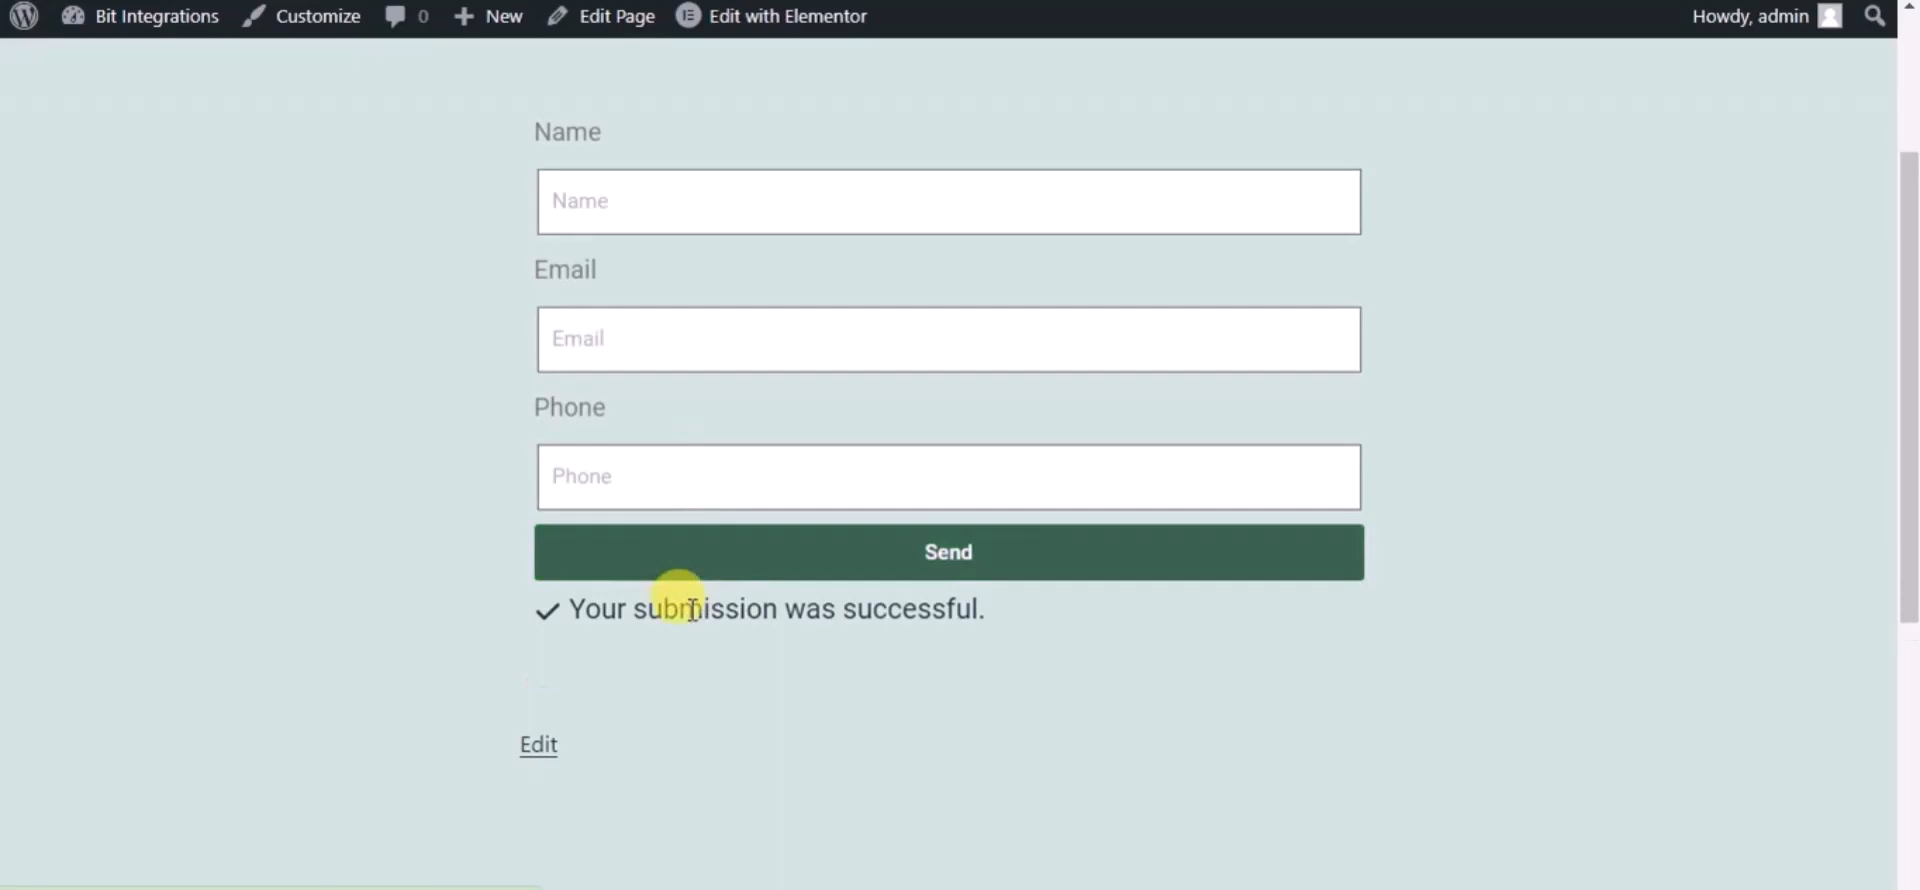 Bit Integrations Customize 0 New Edit Page Edit with Elementor Howdy, admin
Name
Name
Email
Email
Phone
Phone
Send
Your submission was successful.
Edit